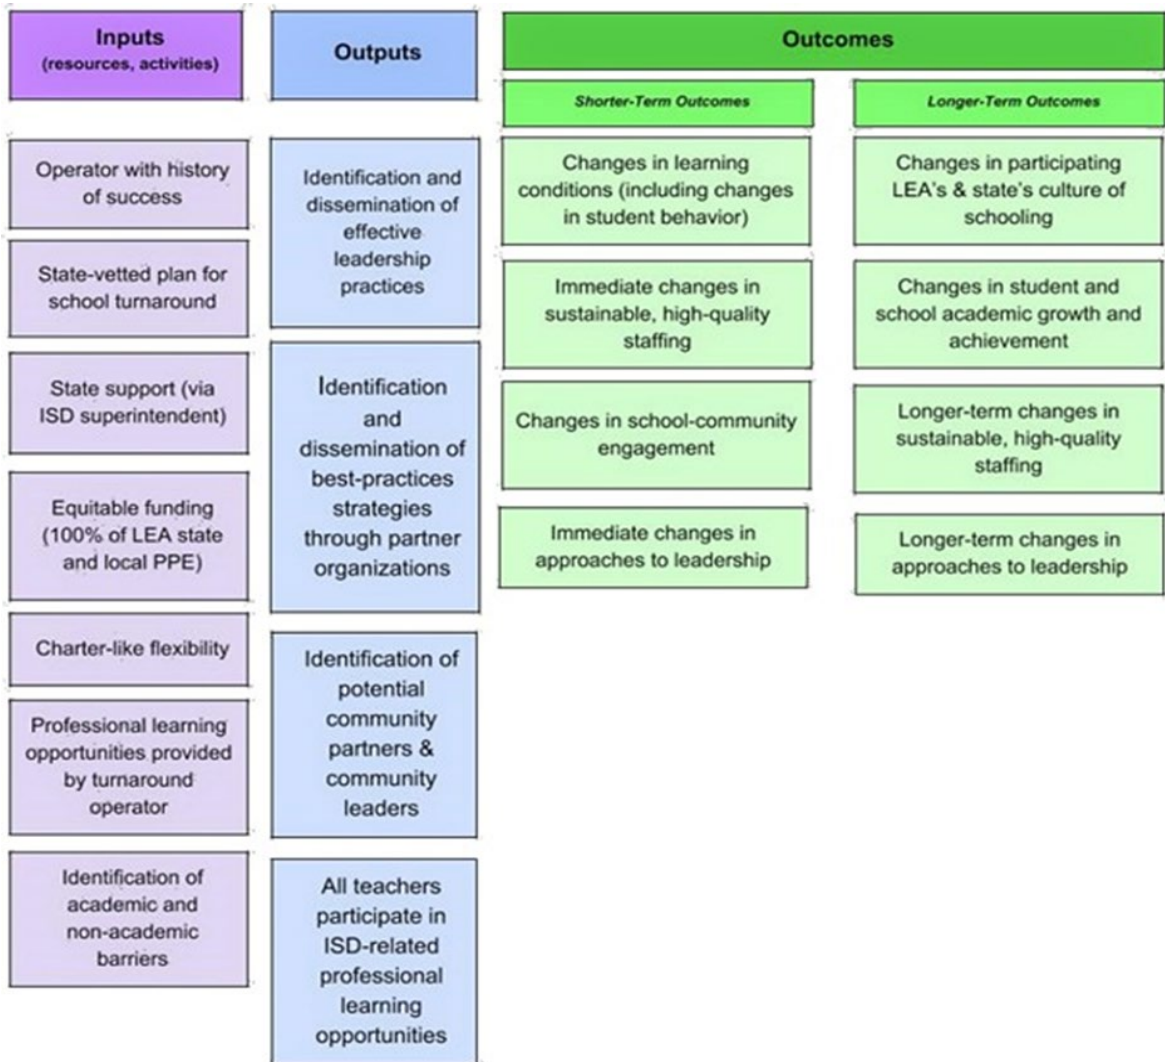 Inputs
(resources, activities)
Operator with history
of success
State-vetted plan for
school turnaround
State support (via
ISD superintendent)
Equitable funding
(100% of LEA state
and local PPE)
Charter-like flexibility
Professional learning
opportunities provided
by turnaround
operator
Identification of
academic and
non-academic
barriers
Outputs
Identification and
dissemination of
effective
leadership
practices
Identification
and
dissemination of
best-practices
strategies
through partner
organizations
Identification of
potential
community
partners &
community
leaders
All teachers
participate in
ISD-related
professional
learning
opportunities
Outcomes
Shorter-Term Outcomes
Changes in learning
conditions (including changes
in student behavior)
Immediate changes in
sustainable, high-quality
staffing
Changes in school-community
engagement
Immediate changes in
approaches to leadership
Longer-Term Outcomes
Changes in participating
LEA's & state's culture of
schooling
Changes in student and
school academic growth and
achievement
Longer-term changes in
sustainable, high-quality
staffing
Longer-term changes in
approaches to leadership